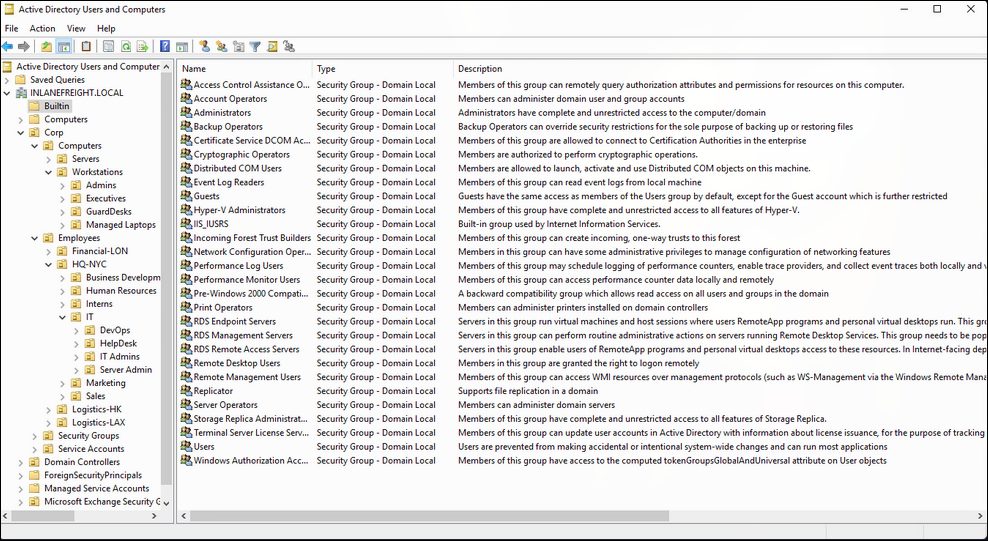 Active Directory Users and Computers
File Action View Help
Active Directory Users and Computer
Saved Queries
INLANEFREIGHT.LOCAL
Builtin
Computers
Corp
Computers
Servers
Workstations
Admins
Executives
GuardDesks
Managed Laptops
Employees
Financial-LON
HQ-NYC
Business Developm
Human Resources
Interns
IT
DevOps
HelpDesk
IT Admins
Server Admin
Marketing
Sales
Logistics-HK
Logistics-LAX
Security Groups
Service Accounts
Domain Controllers
ForeignSecurityPrincipals
Managed Service Accounts
Microsoft Exchange Security G
Name Type Description
Access Control Assistance O... Security Group - Domain Local Members of this group can remotely query authorization attributes and permissions for resources on this computer.
Account Operators Security Group - Domain Local Members can administer domain user and group accounts
Administrators Security Group - Domain Local Administrators have complete and unrestricted access to the computer/domain
Backup Operators Security Group - Domain Local Backup Operators can override security restrictions for the sole purpose of backing up or restoring files
Certificate Service DCOM Ac... Security Group - Domain Local Members of this group are allowed to connect to Certification Authorities in the enterprise
Cryptographic Operators Security Group - Domain Local Members are authorized to perform cryptographic operations.
Distributed COM Users Security Group - Domain Local Members are allowed to launch, activate and use Distributed COM objects on this machine.
Event Log Readers Security Group - Domain Local Members of this group can read event logs from local machine
Guests Security Group - Domain Local Guests have the same access as members of the Users group by default, except for the Guest account which is further restricted
Hyper-V Administrators Security Group - Domain Local Members of this group have complete and unrestricted access to all features of Hyper-V.
IIS_IUSRS Security Group - Domain Local Built-in group used by Internet Information Services.
Incoming Forest Trust Builders Security Group - Domain Local Members of this group can create incoming, one-way trusts to this forest
Network Configuration Oper... Security Group - Domain Local Members in this group can have some administrative privileges to manage configuration of networking features
Performance Log Users Security Group - Domain Local Members of this group may schedule logging of performance counters, enable trace providers, and collect event traces both locally and v
Performance Monitor Users Security Group - Domain Local Members of this group can access performance counter data locally and remotely
Pre-Windows 2000 Compati... Security Group - Domain Local A backward compatibility group which allows read access on all users and groups in the domain
Print Operators Security Group - Domain Local Members can administer printers installed on domain controllers
RDS Endpoint Servers Security Group - Domain Local Servers in this group run virtual machines and host sessions where users RemoteApp programs and personal virtual desktops run. This gro
RDS Management Servers Security Group - Domain Local Servers in this group can perform routine administrative actions on servers running Remote Desktop Services. This group needs to be pop
RDS Remote Access Servers Security Group - Domain Local Servers in this group enable users of RemoteApp programs and personal virtual desktops access to these resources. In Internet-facing dep
Remote Desktop Users Security Group - Domain Local Members in this group are granted the right to logon remotely
Remote Management Users Security Group - Domain Local Members of this group can access WMI resources over management protocols (such as WS-Management via the Windows Remote Mana
Replicator Security Group - Domain Local Supports file replication in a domain
Server Operators Security Group - Domain Local Members can administer domain servers
Storage Replica Administrat... Security Group - Domain Local Members of this group have complete and unrestricted access to all features of Storage Replica.
Terminal Server License Serv... Security Group - Domain Local Members of this group can update user accounts in Active Directory with information about license issuance, for the purpose of tracking
Users Security Group - Domain Local Users are prevented from making accidental or intentional system-wide changes and can run most applications
Windows Authorization Acc... Security Group - Domain Local Members of this group have access to the computed tokenGroupsGlobalAndUniversal attribute on User objects